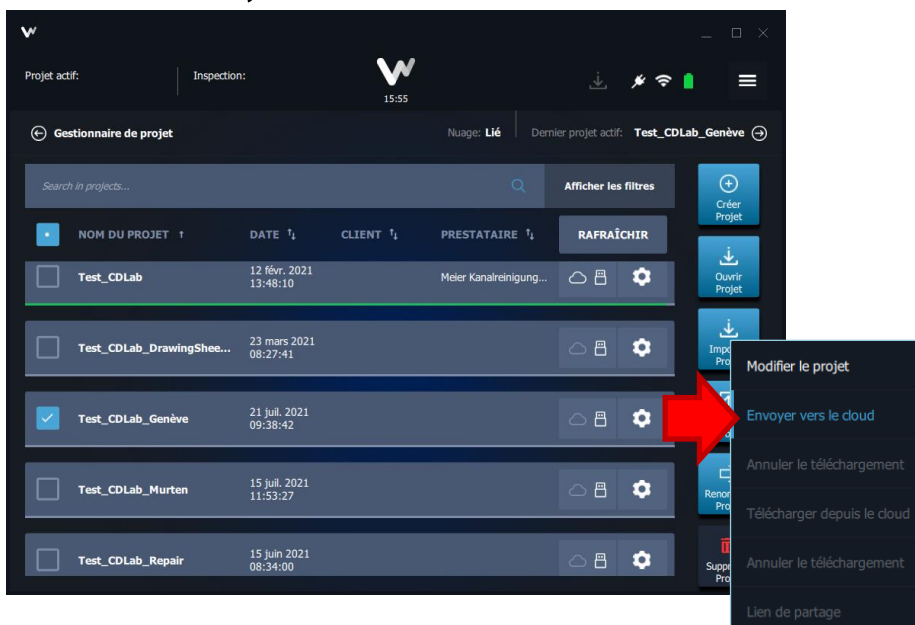 Projet actif:
Inspection:
15:55
Gestionnaire de projet
Nuage: Lié
Dernier projet actif: Test_CDLab_Genève
Search in projects...
Afficher les filtres
Créer
Projet
NOM DU PROJET ↑
DATE
CLIENT
PRESTATAIRE
RAFRAÎCHIR
Test_CDLab
12 févr. 2021
13:48:10
Meier Kanalreinigung...
Ouvrir
Projet
Test_CDLab_DrawingShee...
23 mars 2021
08:27:41
Modifier le projet
Test_CDLab_Genève
21 juil. 2021
09:38:42
Envoyer vers le cloud
Annuler le téléchargement
Test_CDLab_Murten
15 juil. 2021
11:53:27
Télécharger depuis le cloud
Test_CDLab_Repair
15 juin 2021
08:34:00
Annuler le téléchargement
Lien de partage